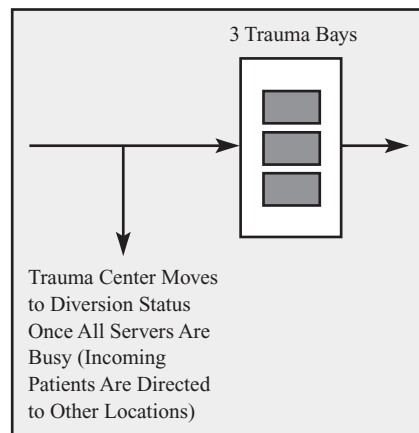 3 Trauma Bays
Trauma Center Moves
to Diversion Status
Once All Servers Are
Busy (Incoming
Patients Are Directed
to Other Locations)